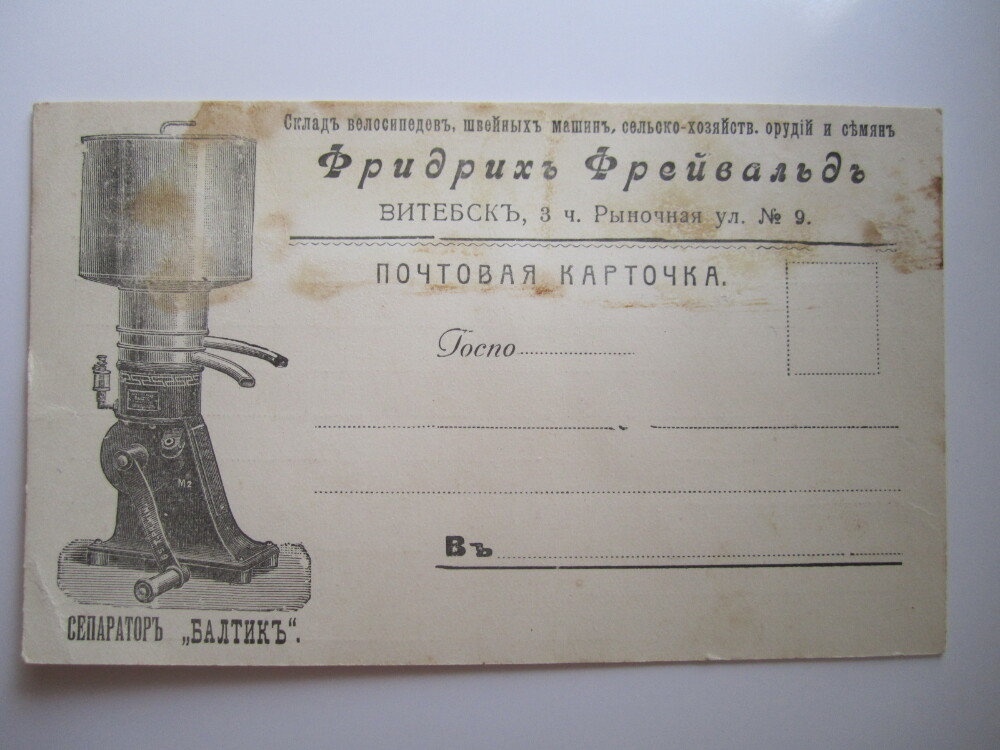 Складъ велосипедовъ, швейныхъ машинъ, сельско-хозяйств. орудій и сѣмянъ
Фридрихъ Фрейвальдъ
ВИТЕБСКЪ, 3 ч. Рыночная ул. № 9.
ПОЧТОВАЯ КАРТОЧКА.
Госпо
Въ
M2
СЕПАРАТОРЪ „БАЛТИКЪ“.